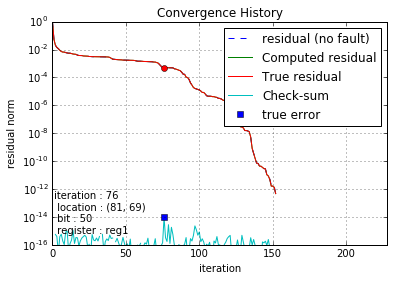 Convergence History
10^0
10^-2
10^-4
10^-6
10^-8
10^-10
10^-12
10^-14
10^-16
residual norm
residual (no fault)
Computed residual
True residual
Check-sum
true error
iteration : 76
location : (81, 69)
bit : 50
register : reg1
0 50 100 150 200
iteration